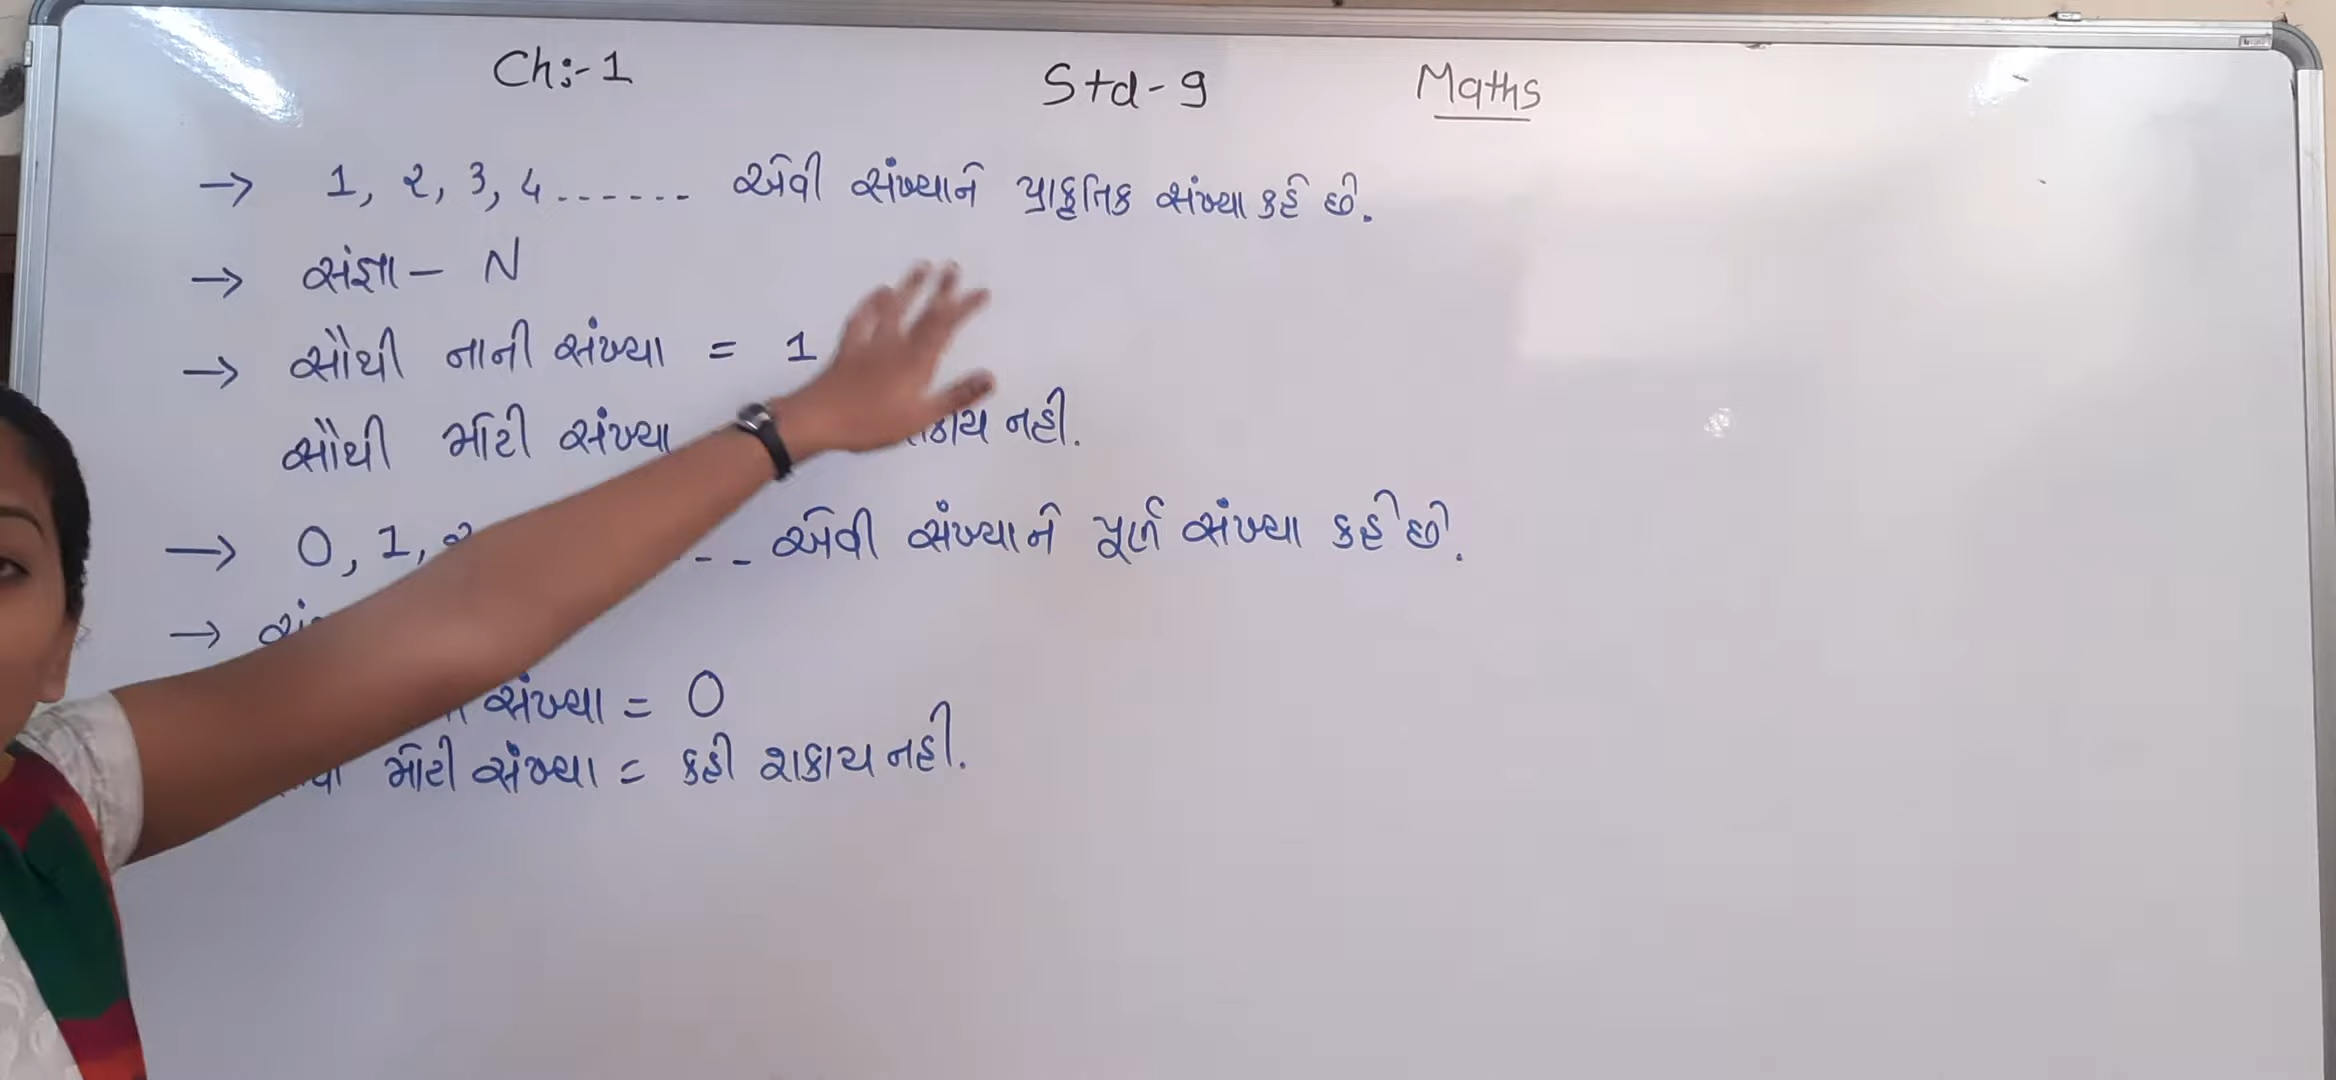 Ch:-1 Std-9 Maths
→ 1, 2, 3, 4...... એવી સંખ્યાને પ્રાકૃતિક સંખ્યા કહે છે.
→ સંજ્ઞા - N
→ સૌથી નાની સંખ્યા = 1
સૌથી મોટી સંખ્યા નહી.
→ 0, 1, -- એવી સંખ્યાને પૂર્ણ સંખ્યા કહે છે.
→
સંખ્યા = 0
મોટી સંખ્યા = કહી શકાય નહી.